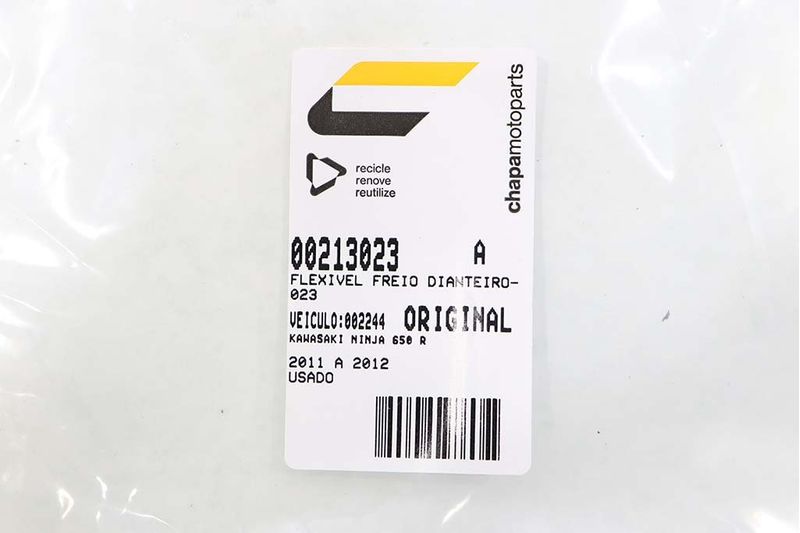 chapamotoparts
recicle
renove
reutilize
00213023 A
FLEXIVEL FREIO DIANTEIRO-
023
VEICULO:002244 ORIGINAL
KAWASAKI NINJA 650 R
2011 A 2012
USADO